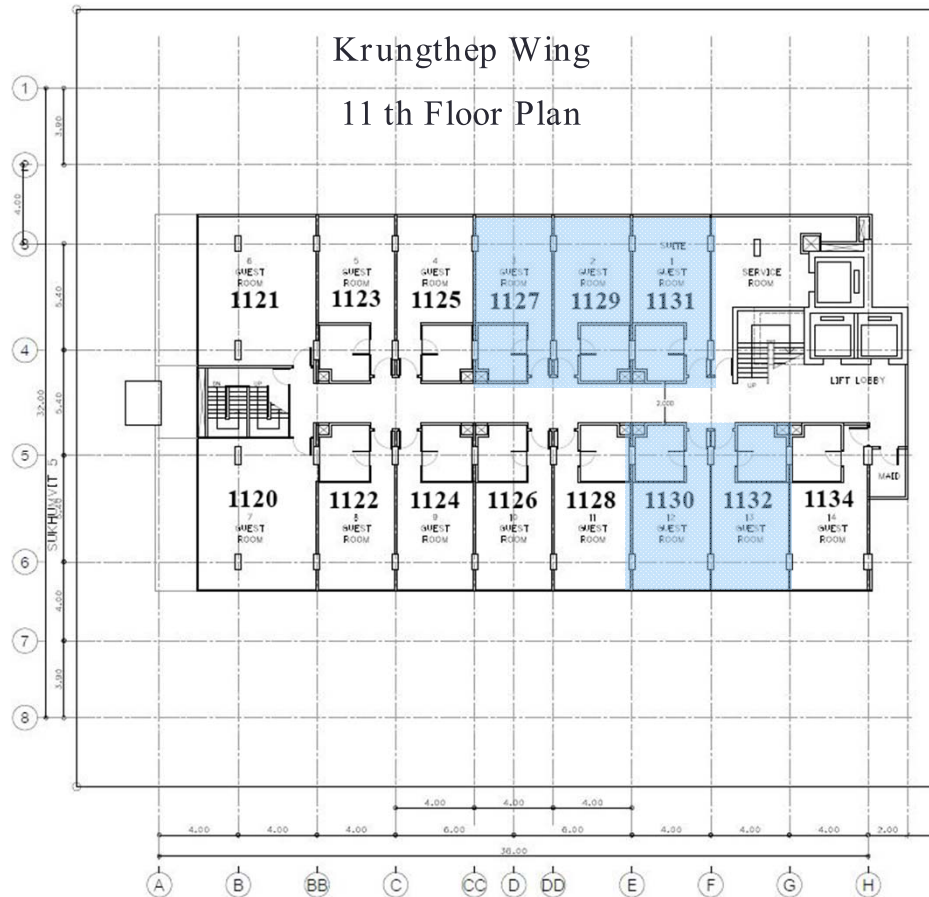 Krungthep Wing
11 th Floor Plan
1
3.90
2
4.00
3
SUITE
6
5
4
3
2
1
GUEST ROOM
GUEST ROOM
GUEST ROOM
GUEST ROOM
GUEST ROOM
GUEST ROOM
SERVICE ROOM
1121
1123
1125
1127
1129
1131
5.40
4
DN
UP
UP
LIFT LOBBY
32.00
5.40
2.000
5
MAID
SUKHUMVIT 5
5.40
1120
1122
1124
1126
1128
1130
1132
1134
7
8
9
10
11
12
13
14
GUEST ROOM
GUEST ROOM
GUEST ROOM
GUEST ROOM
GUEST ROOM
GUEST ROOM
GUEST ROOM
GUEST ROOM
6
4.00
7
3.90
8
4.00
4.00
4.00
4.00
4.00
4.00
6.00
6.00
4.00
4.00
4.00
2.00
36.00
A
B
BB
C
CC
D
DD
E
F
G
H